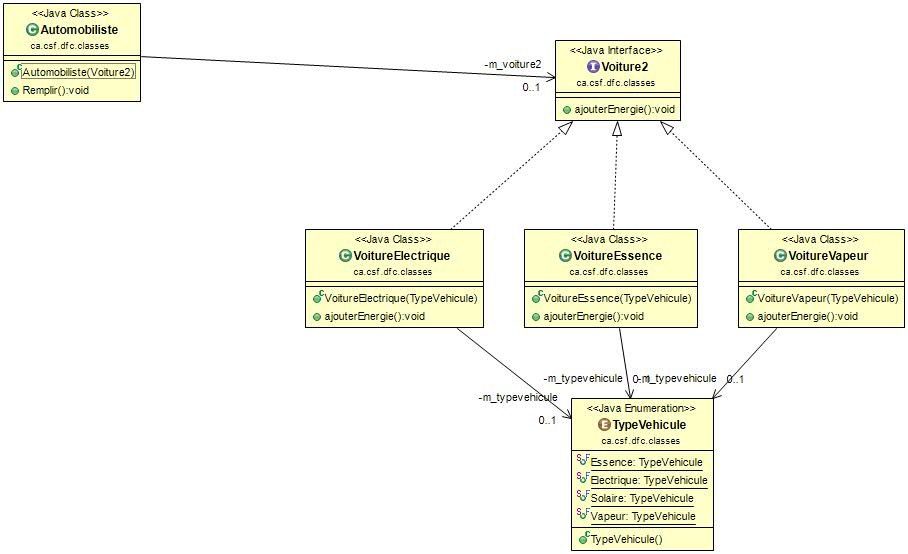 <<Java Class>>
Automobiliste
ca.csf.dfc.classes
Automobiliste(Voiture2)
Remplir():void
-m_voiture2
0..1
<<Java Interface>>
Voiture2
ca.csf.dfc.classes
ajouterEnergie():void
<<Java Class>>
VoitureElectrique
ca.csf.dfc.classes
VoitureElectrique(TypeVehicule)
ajouterEnergie():void
<<Java Class>>
VoitureEssence
ca.csf.dfc.classes
VoitureEssence(TypeVehicule)
ajouterEnergie():void
<<Java Class>>
VoitureVapeur
ca.csf.dfc.classes
VoitureVapeur(TypeVehicule)
ajouterEnergie():void
-m_typevehicule
0..1
-m_typevehicule
-m_typevehicule
0..1
<<Java Enumeration>>
TypeVehicule
ca.csf.dfc.classes
Essence: TypeVehicule
Electrique: TypeVehicule
Solaire: TypeVehicule
Vapeur: TypeVehicule
TypeVehicule()